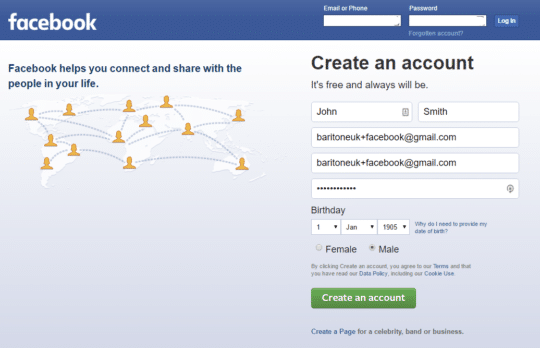 facebook
Email or Phone
Password
Log In
Forgotten account?
Facebook helps you connect and share with the
people in your life.
Create an account
It's free and always will be.
John
Smith
baritoneuk+facebook@gmail.com
baritoneuk+facebook@gmail.com
••••••••••••
Birthday
1 Jan 1905
Why do I need to provide my
date of birth?
Female Male
By clicking Create an account, you agree to our Terms and that
you have read our Data Policy, including our Cookie Use.
Create an account
Create a Page for a celebrity, band or business.